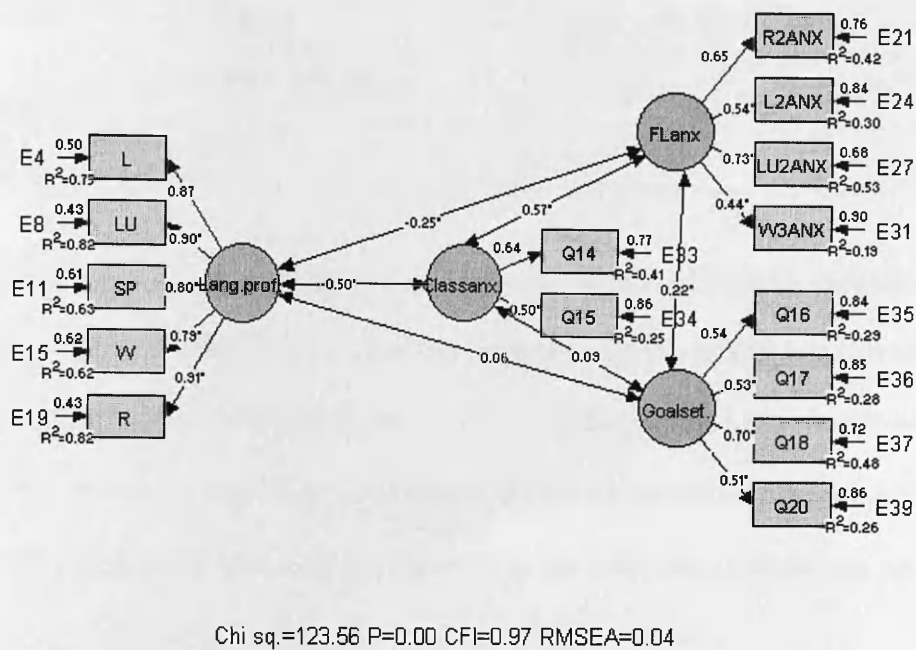 0.76
R2ANX
E21
R²=0.42
0.65
0.84
L2ANX
E24
R²=0.30
0.54*
FLanx
0.68
LU2ANX
E27
R²=0.53
0.73*
0.90
W3ANX
E31
R²=0.19
0.44*
0.50
E4
L
R²=0.75
0.87
0.43
E8
LU
R²=0.82
0.90*
0.61
E11
SP
R²=0.63
0.80*
Lang.prof.
0.62
E15
W
R²=0.62
0.79*
0.43
E19
R
R²=0.82
0.91*
-0.25*
0.57*
-0.50*
Classanx
0.64
0.77
Q14
E33
R²=0.41
0.50*
0.86
Q15
E34
R²=0.25
0.22*
0.06
0.09
Goalset.
0.54
0.84
Q16
E35
R²=0.29
0.53*
0.85
Q17
E36
R²=0.28
0.70*
0.72
Q18
E37
R²=0.48
0.51*
0.86
Q20
E39
R²=0.26
Chi sq.=123.56 P=0.00 CFI=0.97 RMSEA=0.04